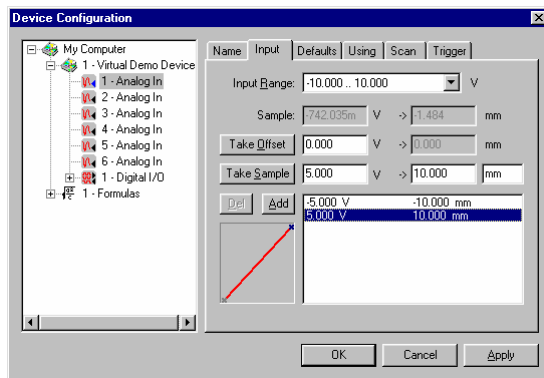 Device Configuration
My Computer
1 - Virtual Demo Device
1 - Analog In
2 - Analog In
3 - Analog In
4 - Analog In
5 - Analog In
6 - Analog In
1 - Digital I/O
1 - Formulas
Name Input Defaults Using Scan Trigger
Input Range: -10.000 .. 10.000 V
Sample: -742.035m V -> -1.484 mm
Take Offset 0.000 V -> 0.000 mm
Take Sample 5.000 V -> 10.000 mm
Del Add
-5.000 V -10.000 mm
5.000 V 10.000 mm
OK Cancel Apply